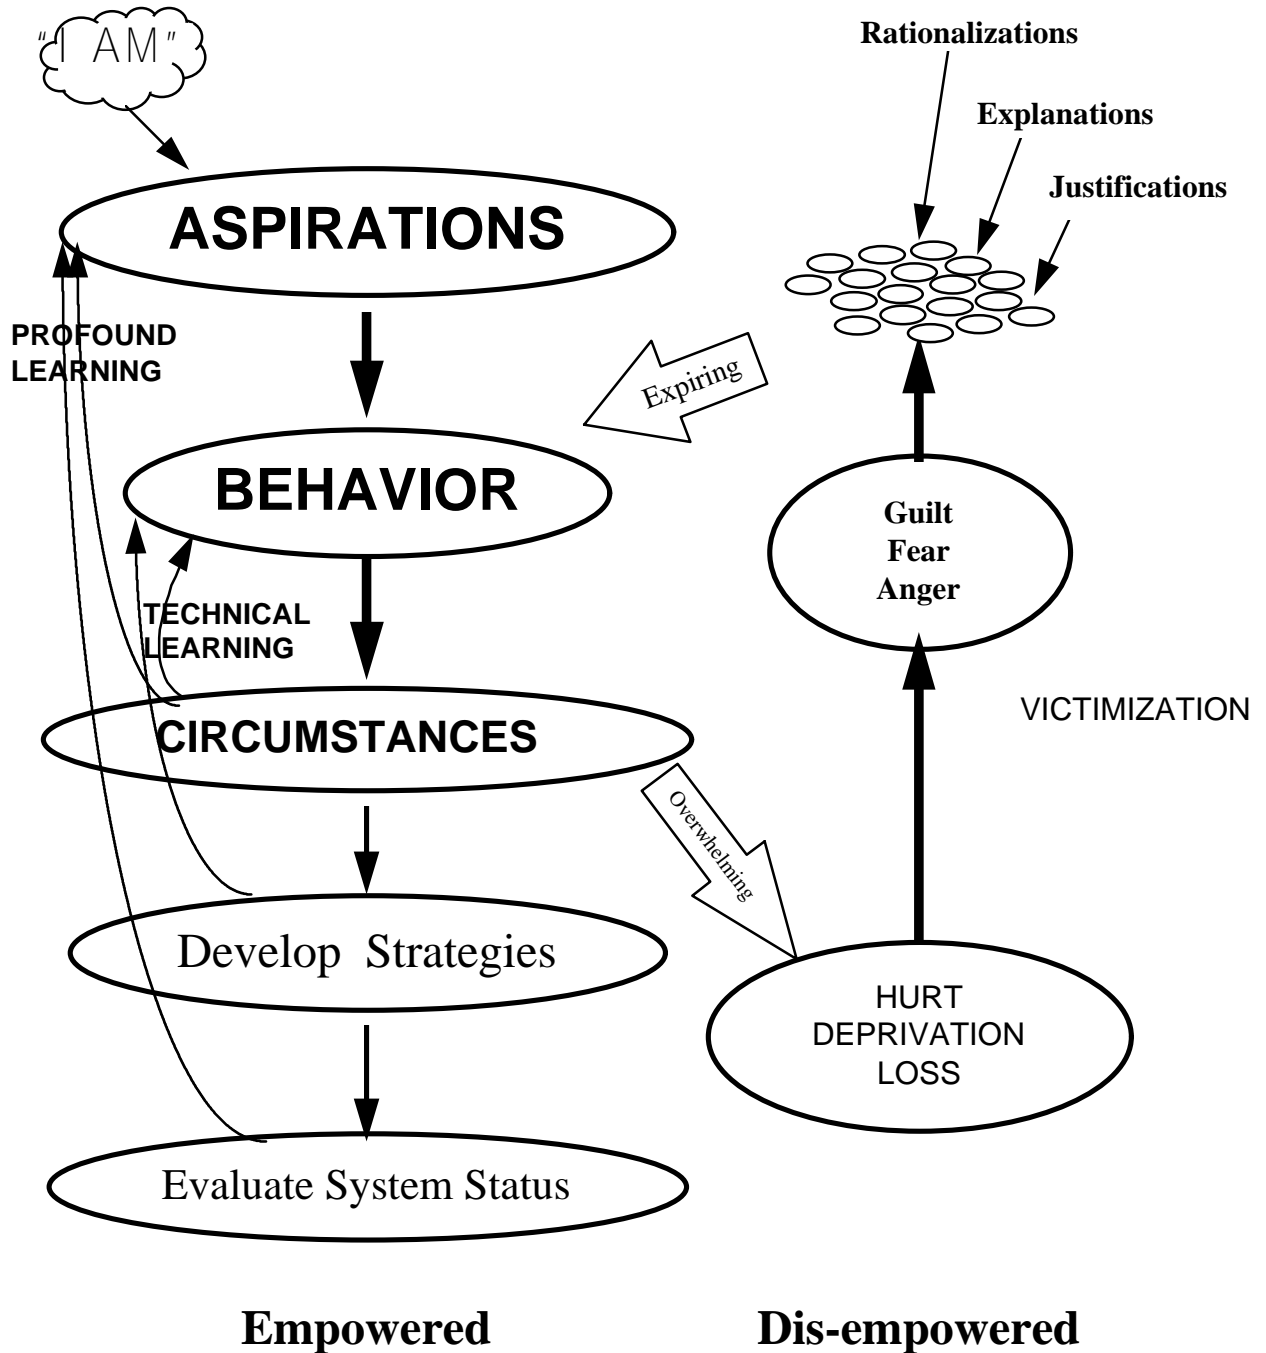 "I AM"
ASPIRATIONS
PROFOUND
LEARNING
BEHAVIOR
TECHNICAL
LEARNING
CIRCUMSTANCES
Develop Strategies
Evaluate System Status
Empowered
Rationalizations
Explanations
Justifications
Expiring
Guilt
Fear
Anger
VICTIMIZATION
Overwhelming
HURT
DEPRIVATION
LOSS
Dis-empowered